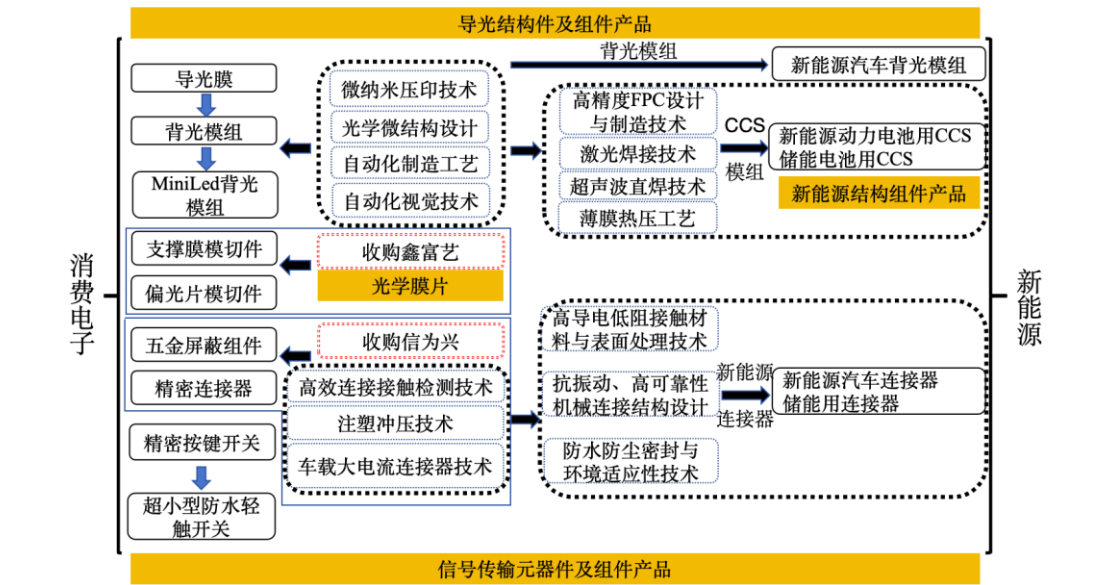 导光结构件及组件产品
消费电子
导光膜
背光模组
MiniLed背光
模组
微纳米压印技术
光学微结构设计
自动化制造工艺
自动化视觉技术
背光模组
新能源汽车背光模组
高精度FPC设计
与制造技术
激光焊接技术
超声波直焊技术
薄膜热压工艺
CCS
模组
新能源动力电池用CCS
储能电池用CCS
新能源结构组件产品
支撑膜模切件
偏光片模切件
收购鑫富艺
光学膜片
五金屏蔽组件
精密连接器
收购信为兴
高效连接接触检测技术
注塑冲压技术
车载大电流连接器技术
精密按键开关
超小型防水轻
触开关
高导电低阻接触材
料与表面处理技术
抗振动、高可靠性
机械连接结构设计
防水防尘密封与
环境适应性技术
新能源
连接器
新能源汽车连接器
储能用连接器
新能源
信号传输元器件及组件产品